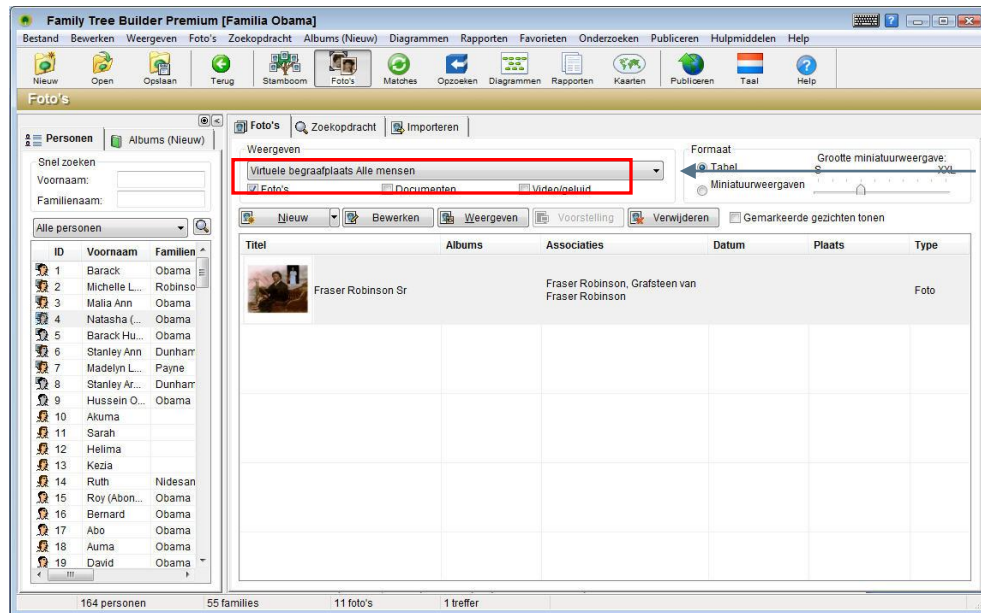 Family Tree Builder Premium [Familia Obama]
Bestand Bewerken Weergeven Foto's Zoekopdracht Albums (Nieuw) Diagrammen Rapporten Favorieten Onderzoeken Publiceren Hulpmiddelen Help
Nieuw Open Opslaan Terug Stamboom Foto's Matches Opzoeken Diagrammen Rapporten Kaarten Publiceren Taal Help
Foto's
Personen Albums (Nieuw)
Snel zoeken
Voornaam:
Familienaam:
Alle personen
ID Voornaam Familien
1 Barack Obama
2 Michelle L... Robinso
3 Malia Ann Obama
4 Natasha (... Obama
5 Barack Hu... Obama
6 Stanley Ann Dunham
7 Madelyn L... Payne
8 Stanley Ar... Dunham
9 Hussein O... Obama
10 Akuma
11 Sarah
12 Helima
13 Kezia
14 Ruth Nidesan
15 Roy (Abon... Obama
16 Bernard Obama
17 Abo Obama
18 Auma Obama
19 David Obama
Foto's Zoekopdracht Importeren
Weergeven
Virtuele begraafplaats Alle mensen
Foto's Documenten Video/geluid
Formaat
Tabel
Miniatuurweergaven
Grootte miniatuurweergave:
S XXL
Nieuw Bewerken Weergeven Voorstelling Verwijderen Gemarkeerde gezichten tonen
Titel Albums Associaties Datum Plaats Type
Fraser Robinson Sr Fraser Robinson, Grafsteen van Foto
Fraser Robinson
164 personen 55 families 11 foto's 1 treffer